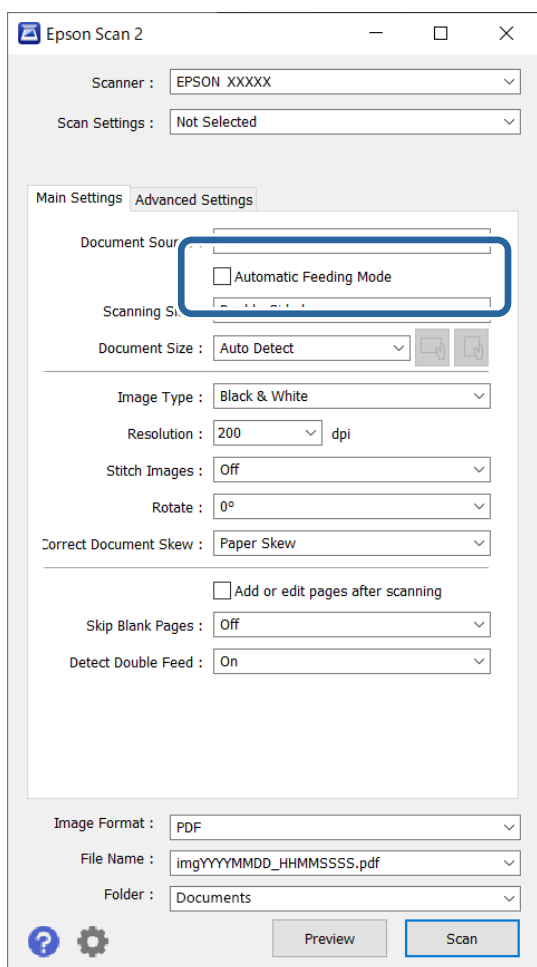 Epson Scan 2
Scanner : EPSON XXXXX
Scan Settings : Not Selected
Main Settings Advanced Settings
Document
Automatic Feeding Mode
Scanning
Document Size : Auto Detect
Image Type : Black & White
Resolution : 200 dpi
Stitch Images : Off
Rotate : 0°
Correct Document Skew : Paper Skew
Add or edit pages after scanning
Skip Blank Pages : Off
Detect Double Feed : On
Image Format : PDF
File Name : imgYYYYMMDD_HHMMSSSS.pdf
Folder : Documents
Preview Scan